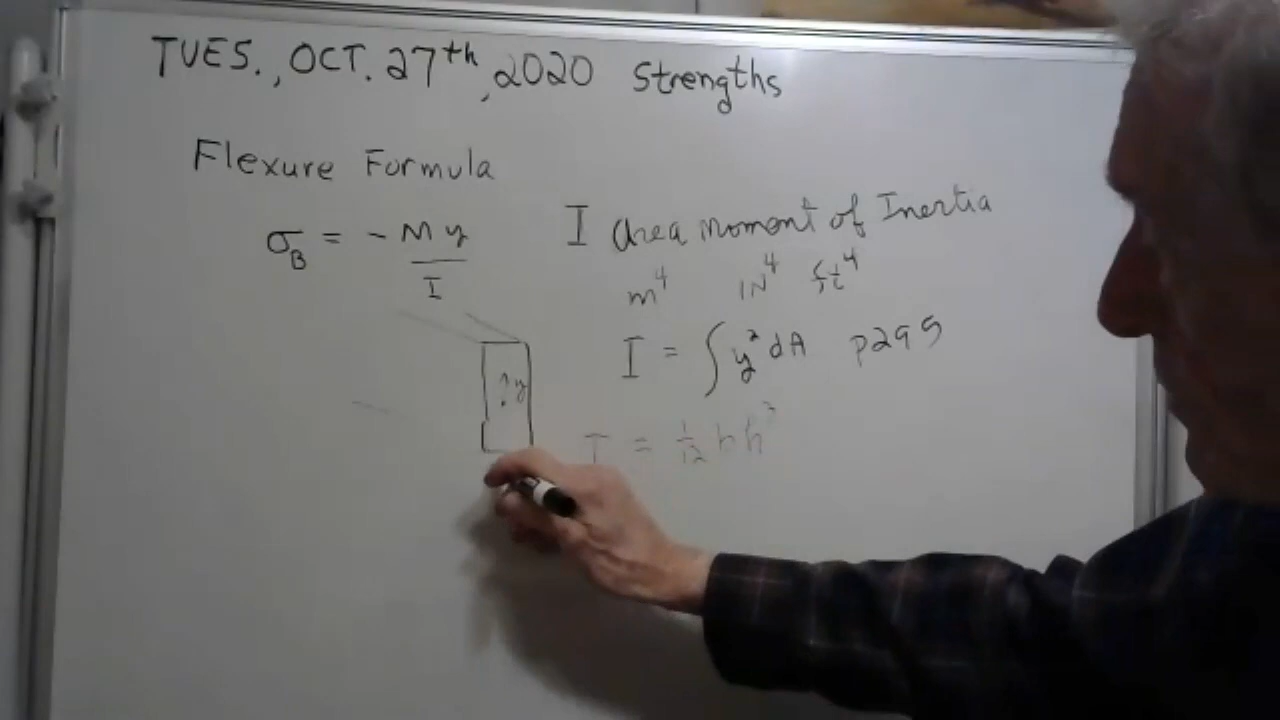 TUES., OCT. 27th, 2020 Strengths
Flexure Formula
σB = - My / I
I Area Moment of Inertia
m⁴ IN⁴ ft⁴
I = ∫ y² dA p295
y
I = 1/12 b h³